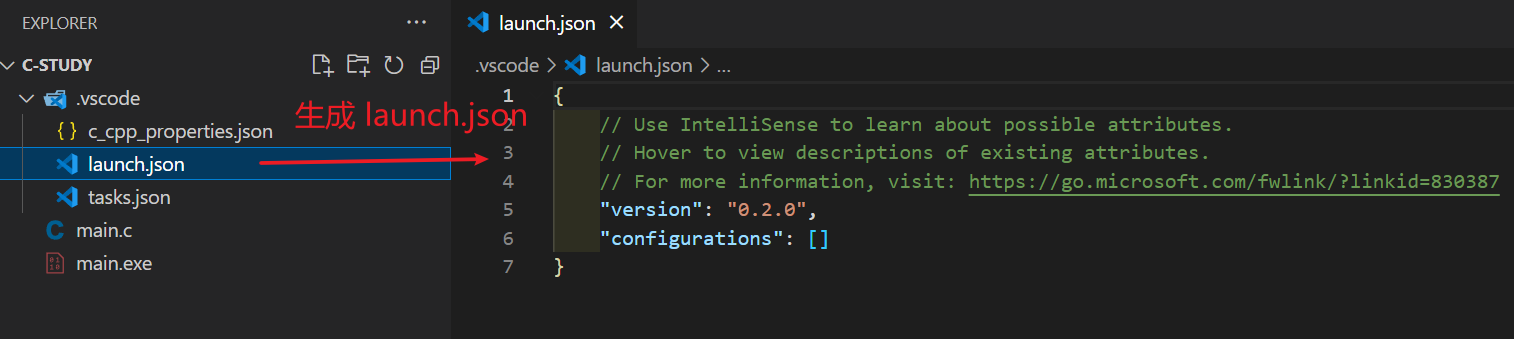 EXPLORER
···
launch.json
C-STUDY
.vscode > launch.json > ...
.vscode
生成 launch.json
c_cpp_properties.json
launch.json
tasks.json
main.c
main.exe
1 {
2 // Use IntelliSense to learn about possible attributes.
3 // Hover to view descriptions of existing attributes.
4 // For more information, visit: https://go.microsoft.com/fwlink/?linkid=830387
5 "version": "0.2.0",
6 "configurations": []
7 }